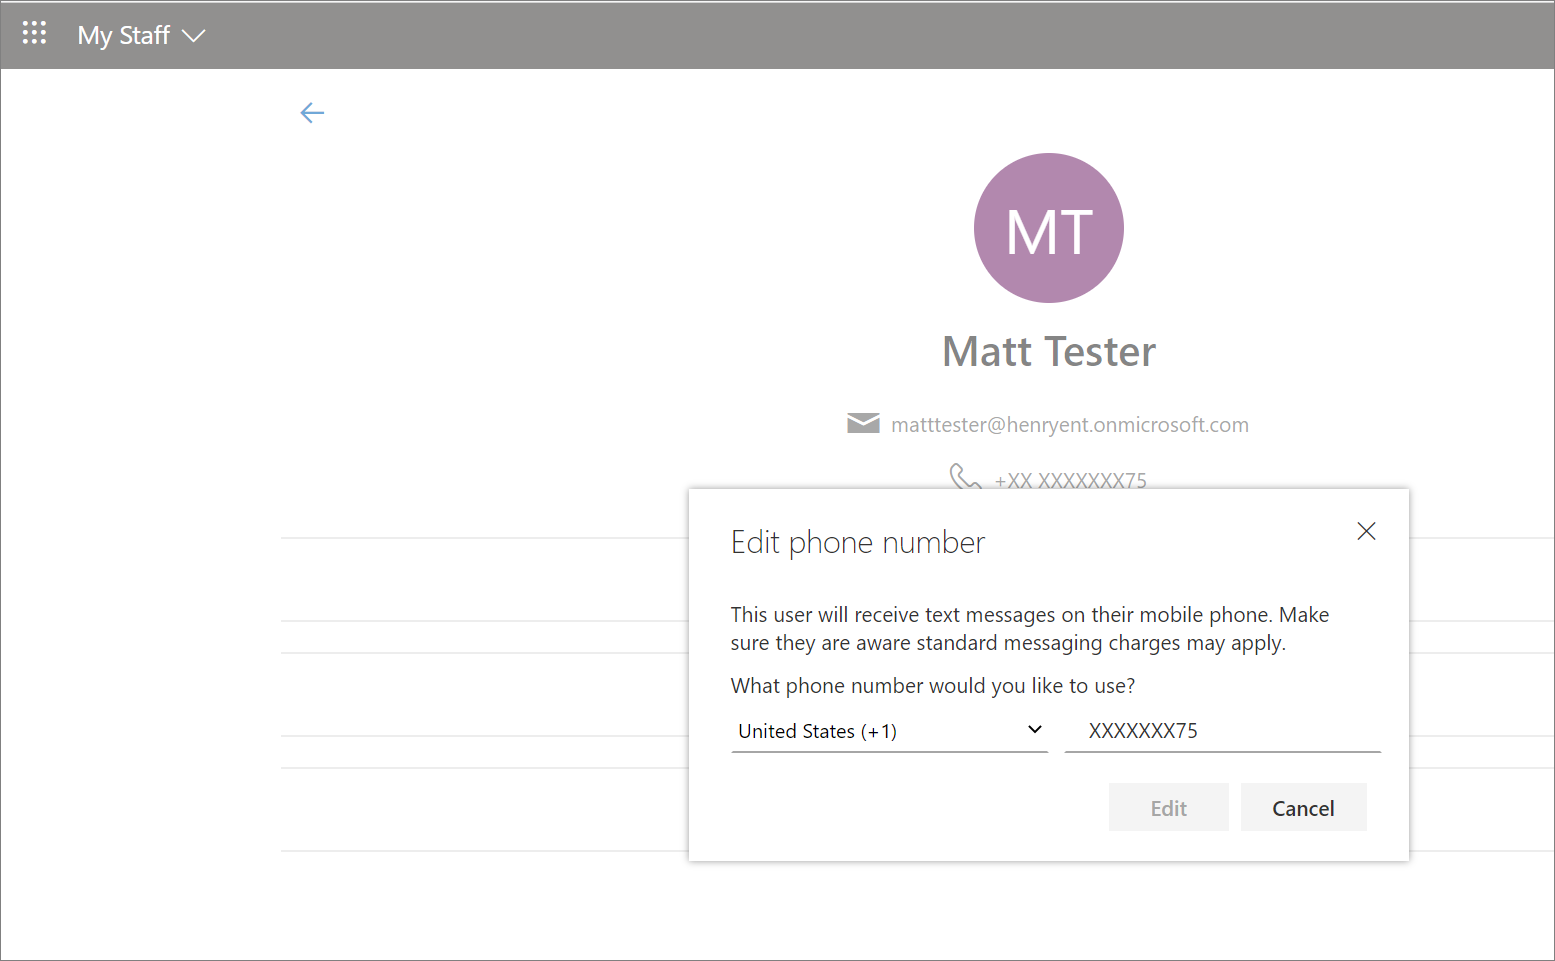 My Staff
MT
Matt Tester
matttester@henryent.onmicrosoft.com
+XX XXXXXXX75
Edit phone number
This user will receive text messages on their mobile phone. Make
sure they are aware standard messaging charges may apply.
What phone number would you like to use?
United States (+1) XXXXXXX75
Edit Cancel